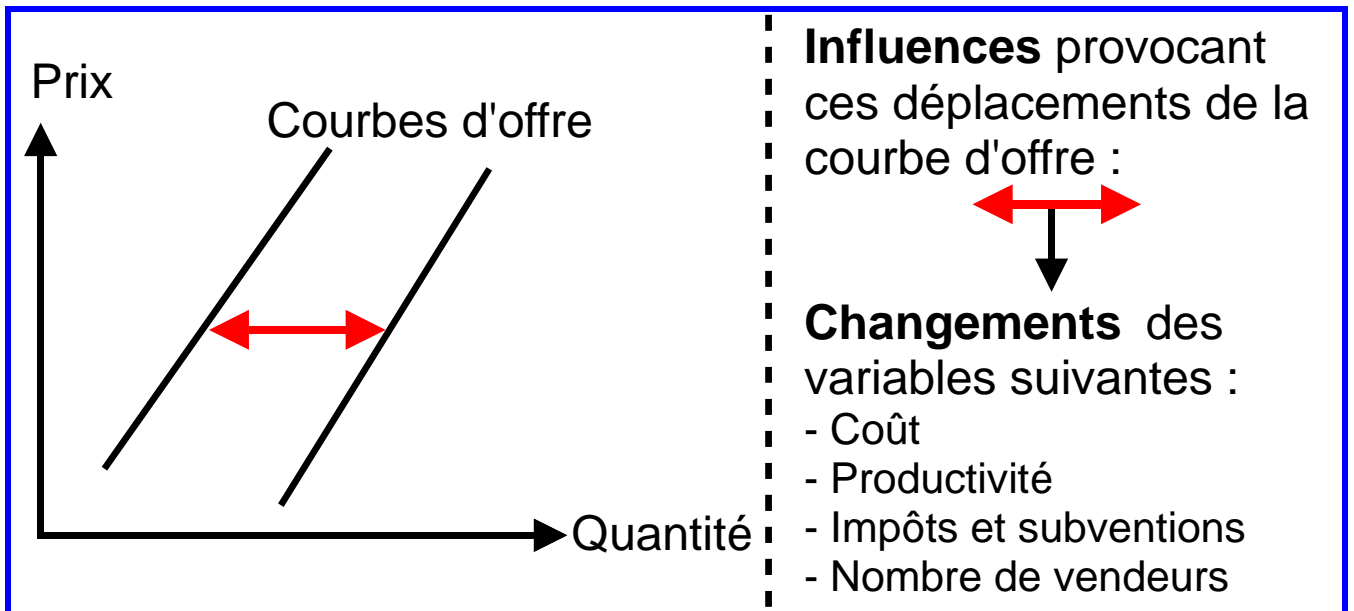 Prix
Courbes d'offre
Quantité
Influences provocant
ces déplacements de la
courbe d'offre :
Changements des
variables suivantes :
- Coût
- Productivité
- Impôts et subventions
- Nombre de vendeurs